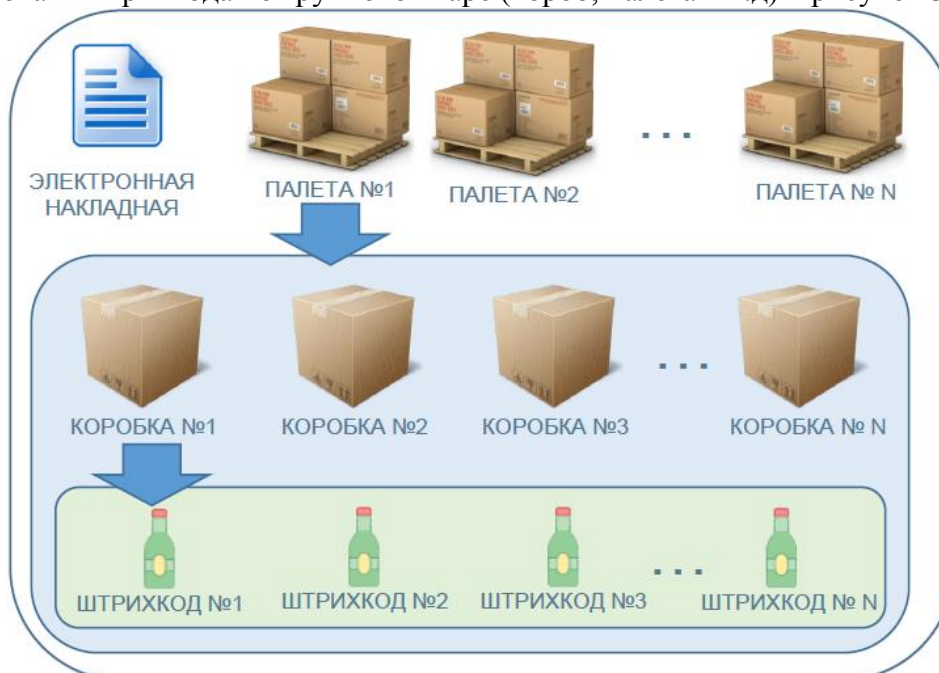 ЭЛЕКТРОННАЯ
НАКЛАДНАЯ
ПАЛЕТА №1
ПАЛЕТА №2
. . .
ПАЛЕТА № N
КОРОБКА №1
КОРОБКА №2
КОРОБКА №3
. . .
КОРОБКА № N
ШТРИХКОД №1
ШТРИХКОД №2
ШТРИХКОД №3
. . .
ШТРИХКОД № N